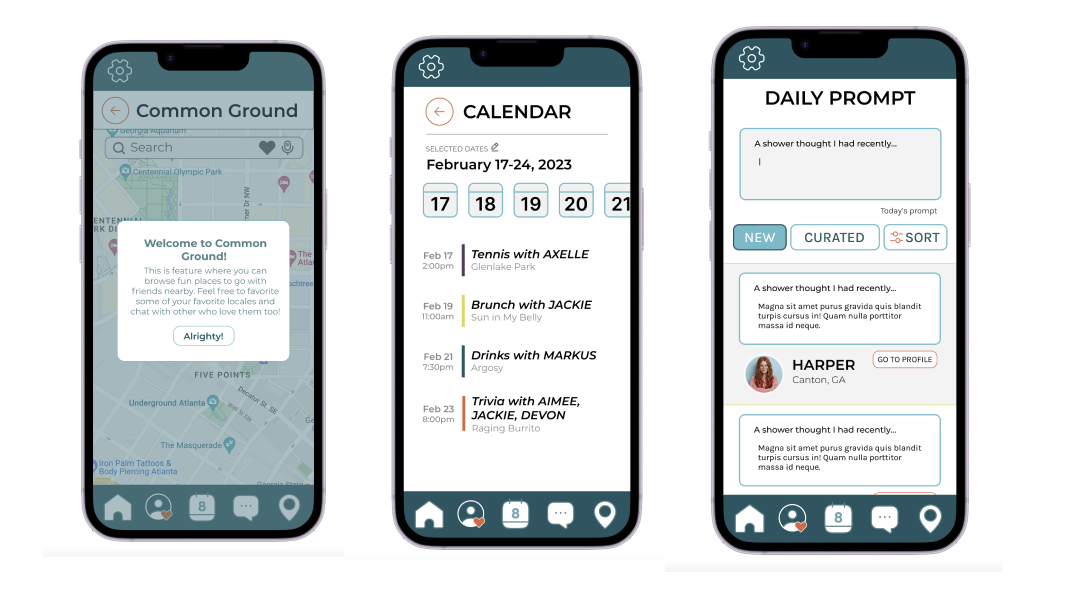 Common Ground
Georgia Aquarium
Search
Centennial Olympic Park
Welcome to Common
Ground!
This is feature where you can
browse fun places to go with
friends nearby. Feel free to favorite
some of your favorite locales and
chat with other who love them too!
Alrighty!
FIVE POINTS
Decatur St. SE
Underground Atlanta
Wall St SW
The Masquerade
Iron Palm Tattoos &
Body Piercing Atlanta
Georgia State
8
CALENDAR
SELECTED DATES
February 17-24, 2023
17 18 19 20 21
Feb 17 Tennis with AXELLE
2:00pm Glenlake Park
Feb 19 Brunch with JACKIE
11:00am Sun in My Belly
Feb 21 Drinks with MARKUS
7:30pm Argosy
Feb 23 Trivia with AIMEE,
8:00pm JACKIE, DEVON
Raging Burrito
8
DAILY PROMPT
A shower thought I had recently...
Today's prompt
NEW CURATED SORT
A shower thought I had recently...
Magna sit amet purus gravida quis blandit
turpis cursus in! Quam nulla porttitor
massa id neque.
HARPER
GO TO PROFILE
Canton, GA
A shower thought I had recently...
Magna sit amet purus gravida quis blandit
turpis cursus in! Quam nulla porttitor
massa id neque.
8